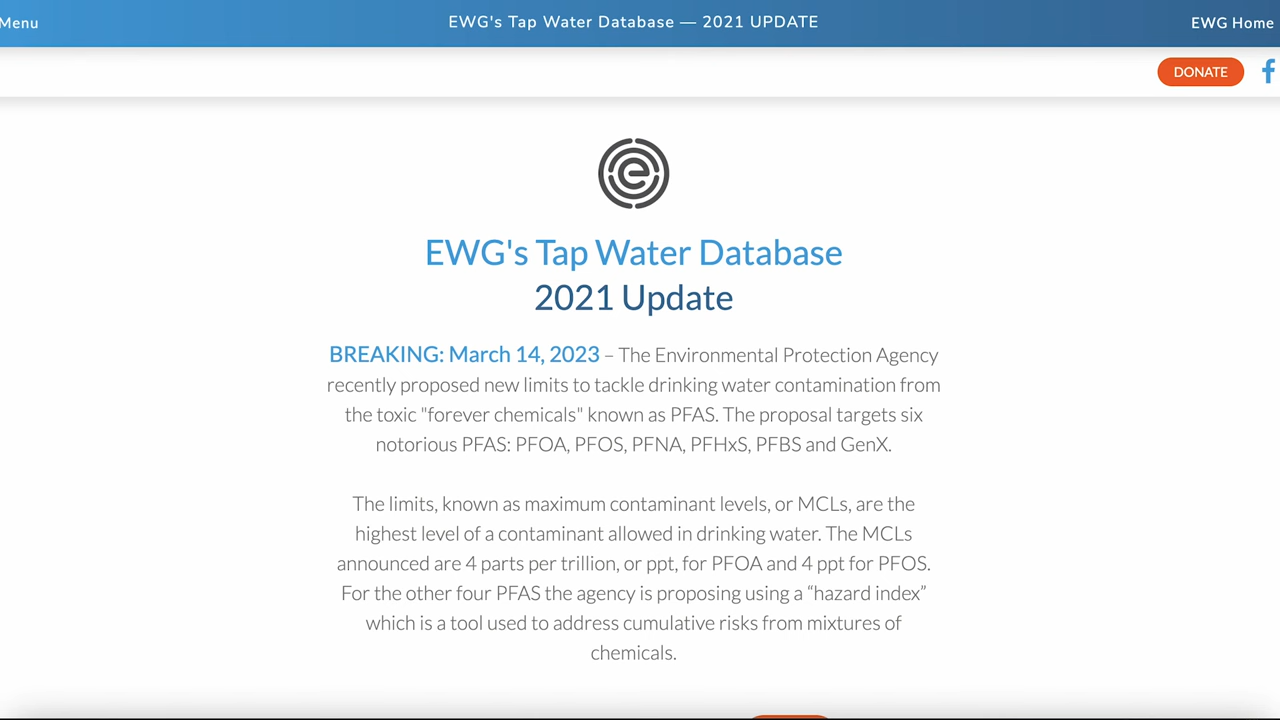 Menu
EWG's Tap Water Database — 2021 UPDATE
EWG Home
DONATE
EWG's Tap Water Database
2021 Update
BREAKING: March 14, 2023 – The Environmental Protection Agency
recently proposed new limits to tackle drinking water contamination from
the toxic "forever chemicals" known as PFAS. The proposal targets six
notorious PFAS: PFOA, PFOS, PFNA, PFHxS, PFBS and GenX.
The limits, known as maximum contaminant levels, or MCLs, are the
highest level of a contaminant allowed in drinking water. The MCLs
announced are 4 parts per trillion, or ppt, for PFOA and 4 ppt for PFOS.
For the other four PFAS the agency is proposing using a “hazard index”
which is a tool used to address cumulative risks from mixtures of
chemicals.